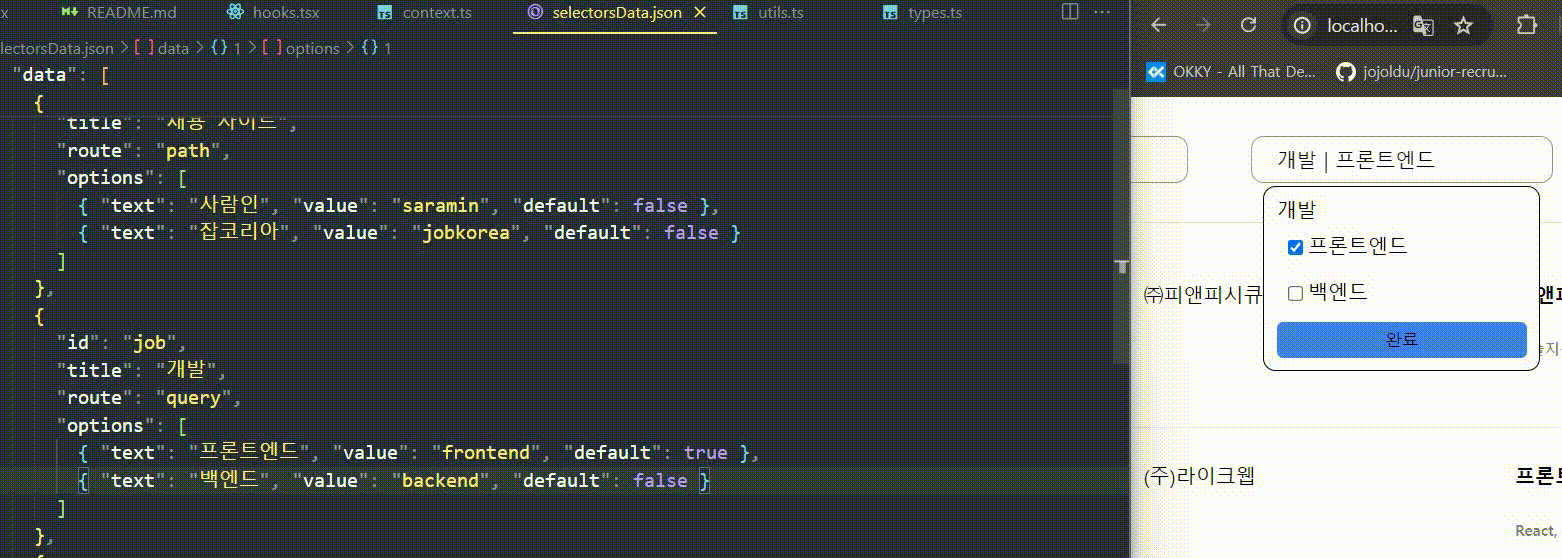 README.md hooks.tsx context.ts selectorsData.json utils.ts types.ts
lectorsData.json > [ ] data > {} 1 > [ ] options > {} 1
"data": [
{
"title": "채용 사이트",
"route": "path",
"options": [
{ "text": "사람인", "value": "saramin", "default": false },
{ "text": "잡코리아", "value": "jobkorea", "default": false }
]
},
{
"id": "job",
"title": "개발",
"route": "query",
"options": [
{ "text": "프론트엔드", "value": "frontend", "default": true },
{ "text": "백엔드", "value": "backend", "default": false }
]
},
localho...
OKKY - All That De... jojoldu/junior-recru...
개발 | 프론트엔드
개발
프론트엔드
백엔드
완료
㈜피앤피시큐
앤피
술지
(주)라이크웹
프론트
React,